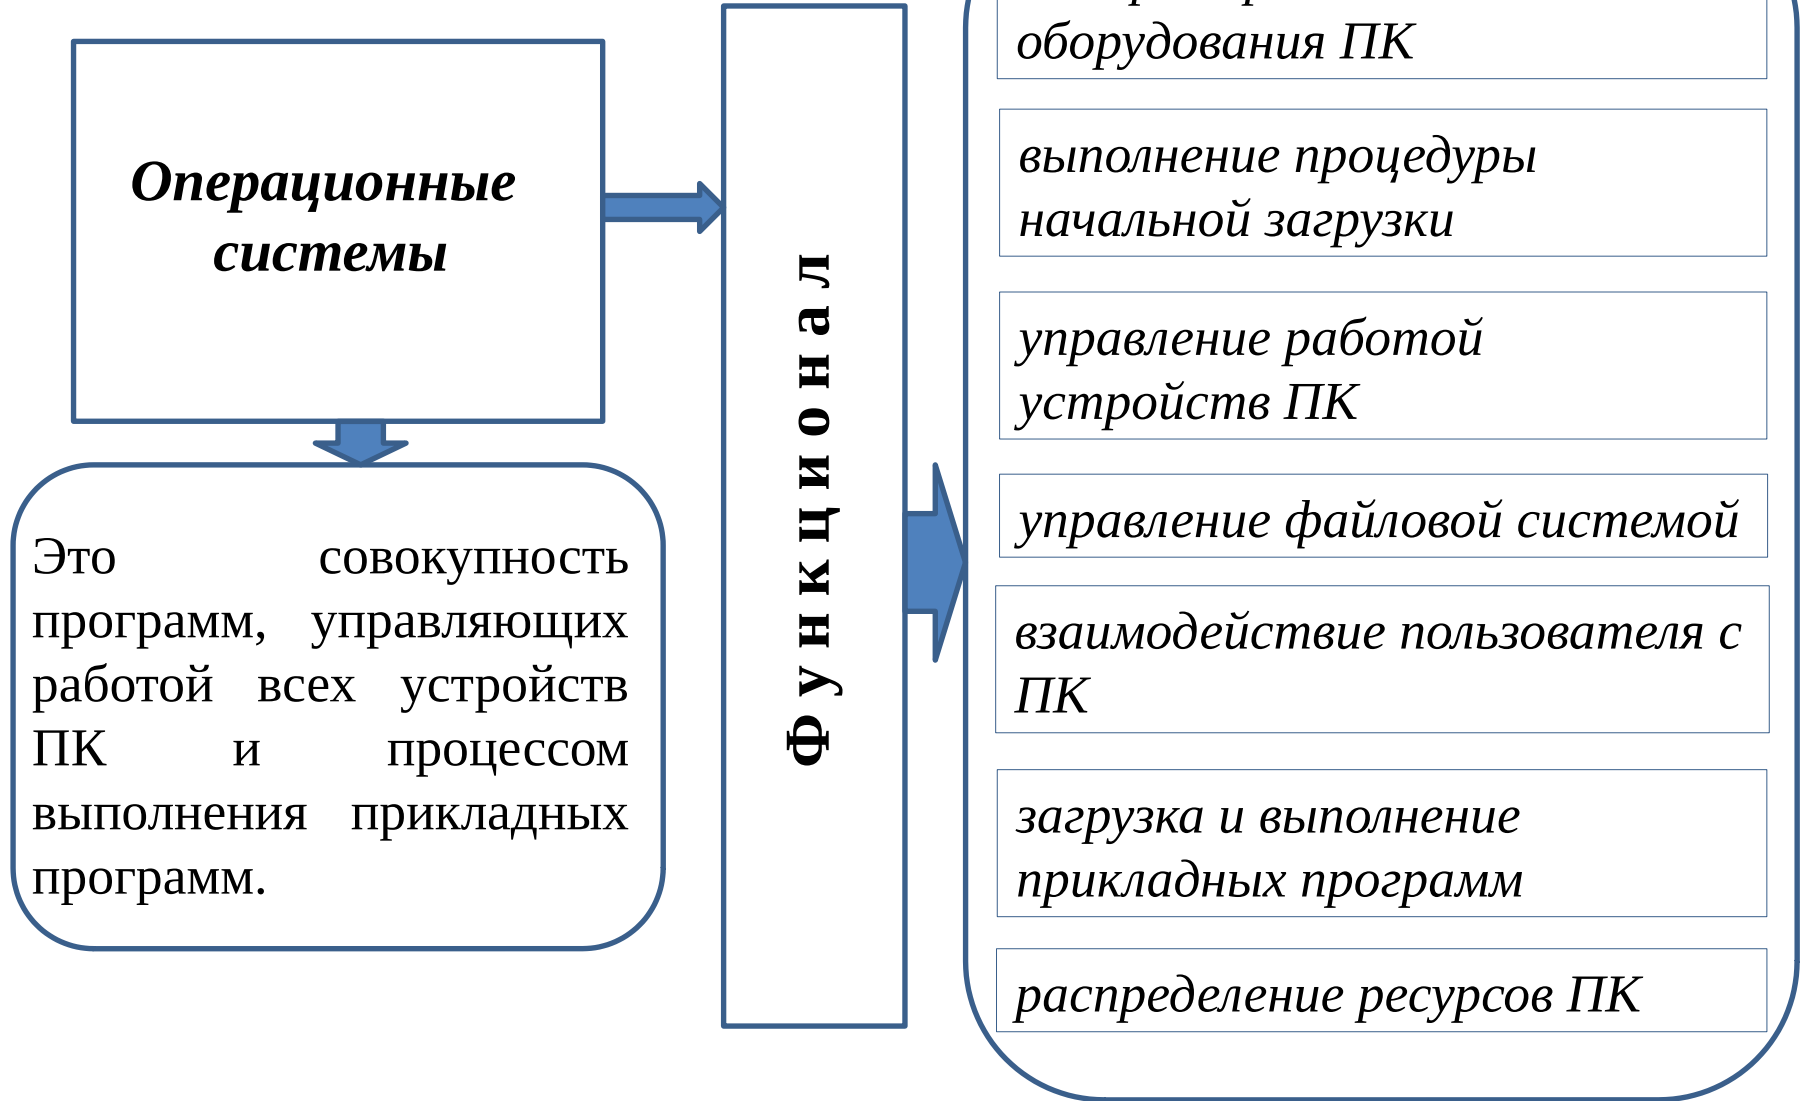 Операционные
системы
Это совокупность
программ, управляющих
работой всех устройств
ПК и процессом
выполнения прикладных
программ.
Функционал
оборудования ПК
выполнение процедуры
начальной загрузки
управление работой
устройств ПК
управление файловой системой
взаимодействие пользователя с
ПК
загрузка и выполнение
прикладных программ
распределение ресурсов ПК